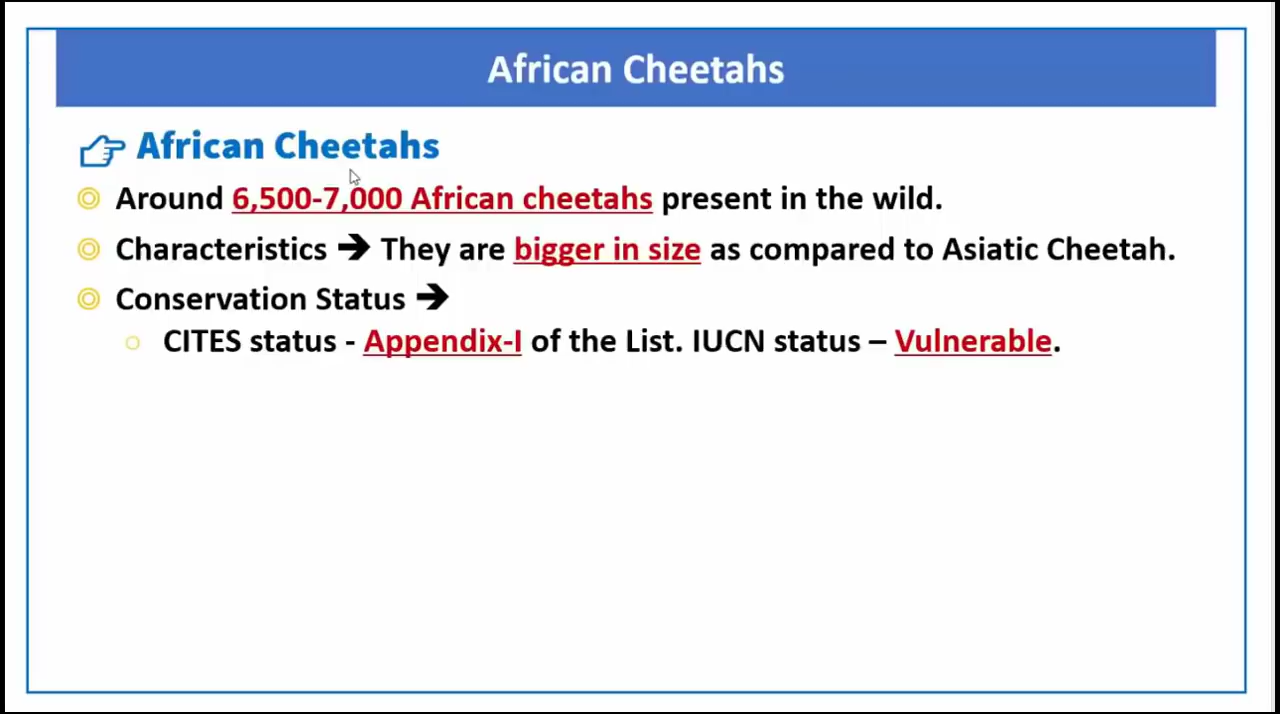 African Cheetahs
African Cheetahs
Around 6,500-7,000 African cheetahs present in the wild.
Characteristics ➔ They are bigger in size as compared to Asiatic Cheetah.
Conservation Status ➔
CITES status - Appendix-I of the List. IUCN status – Vulnerable.